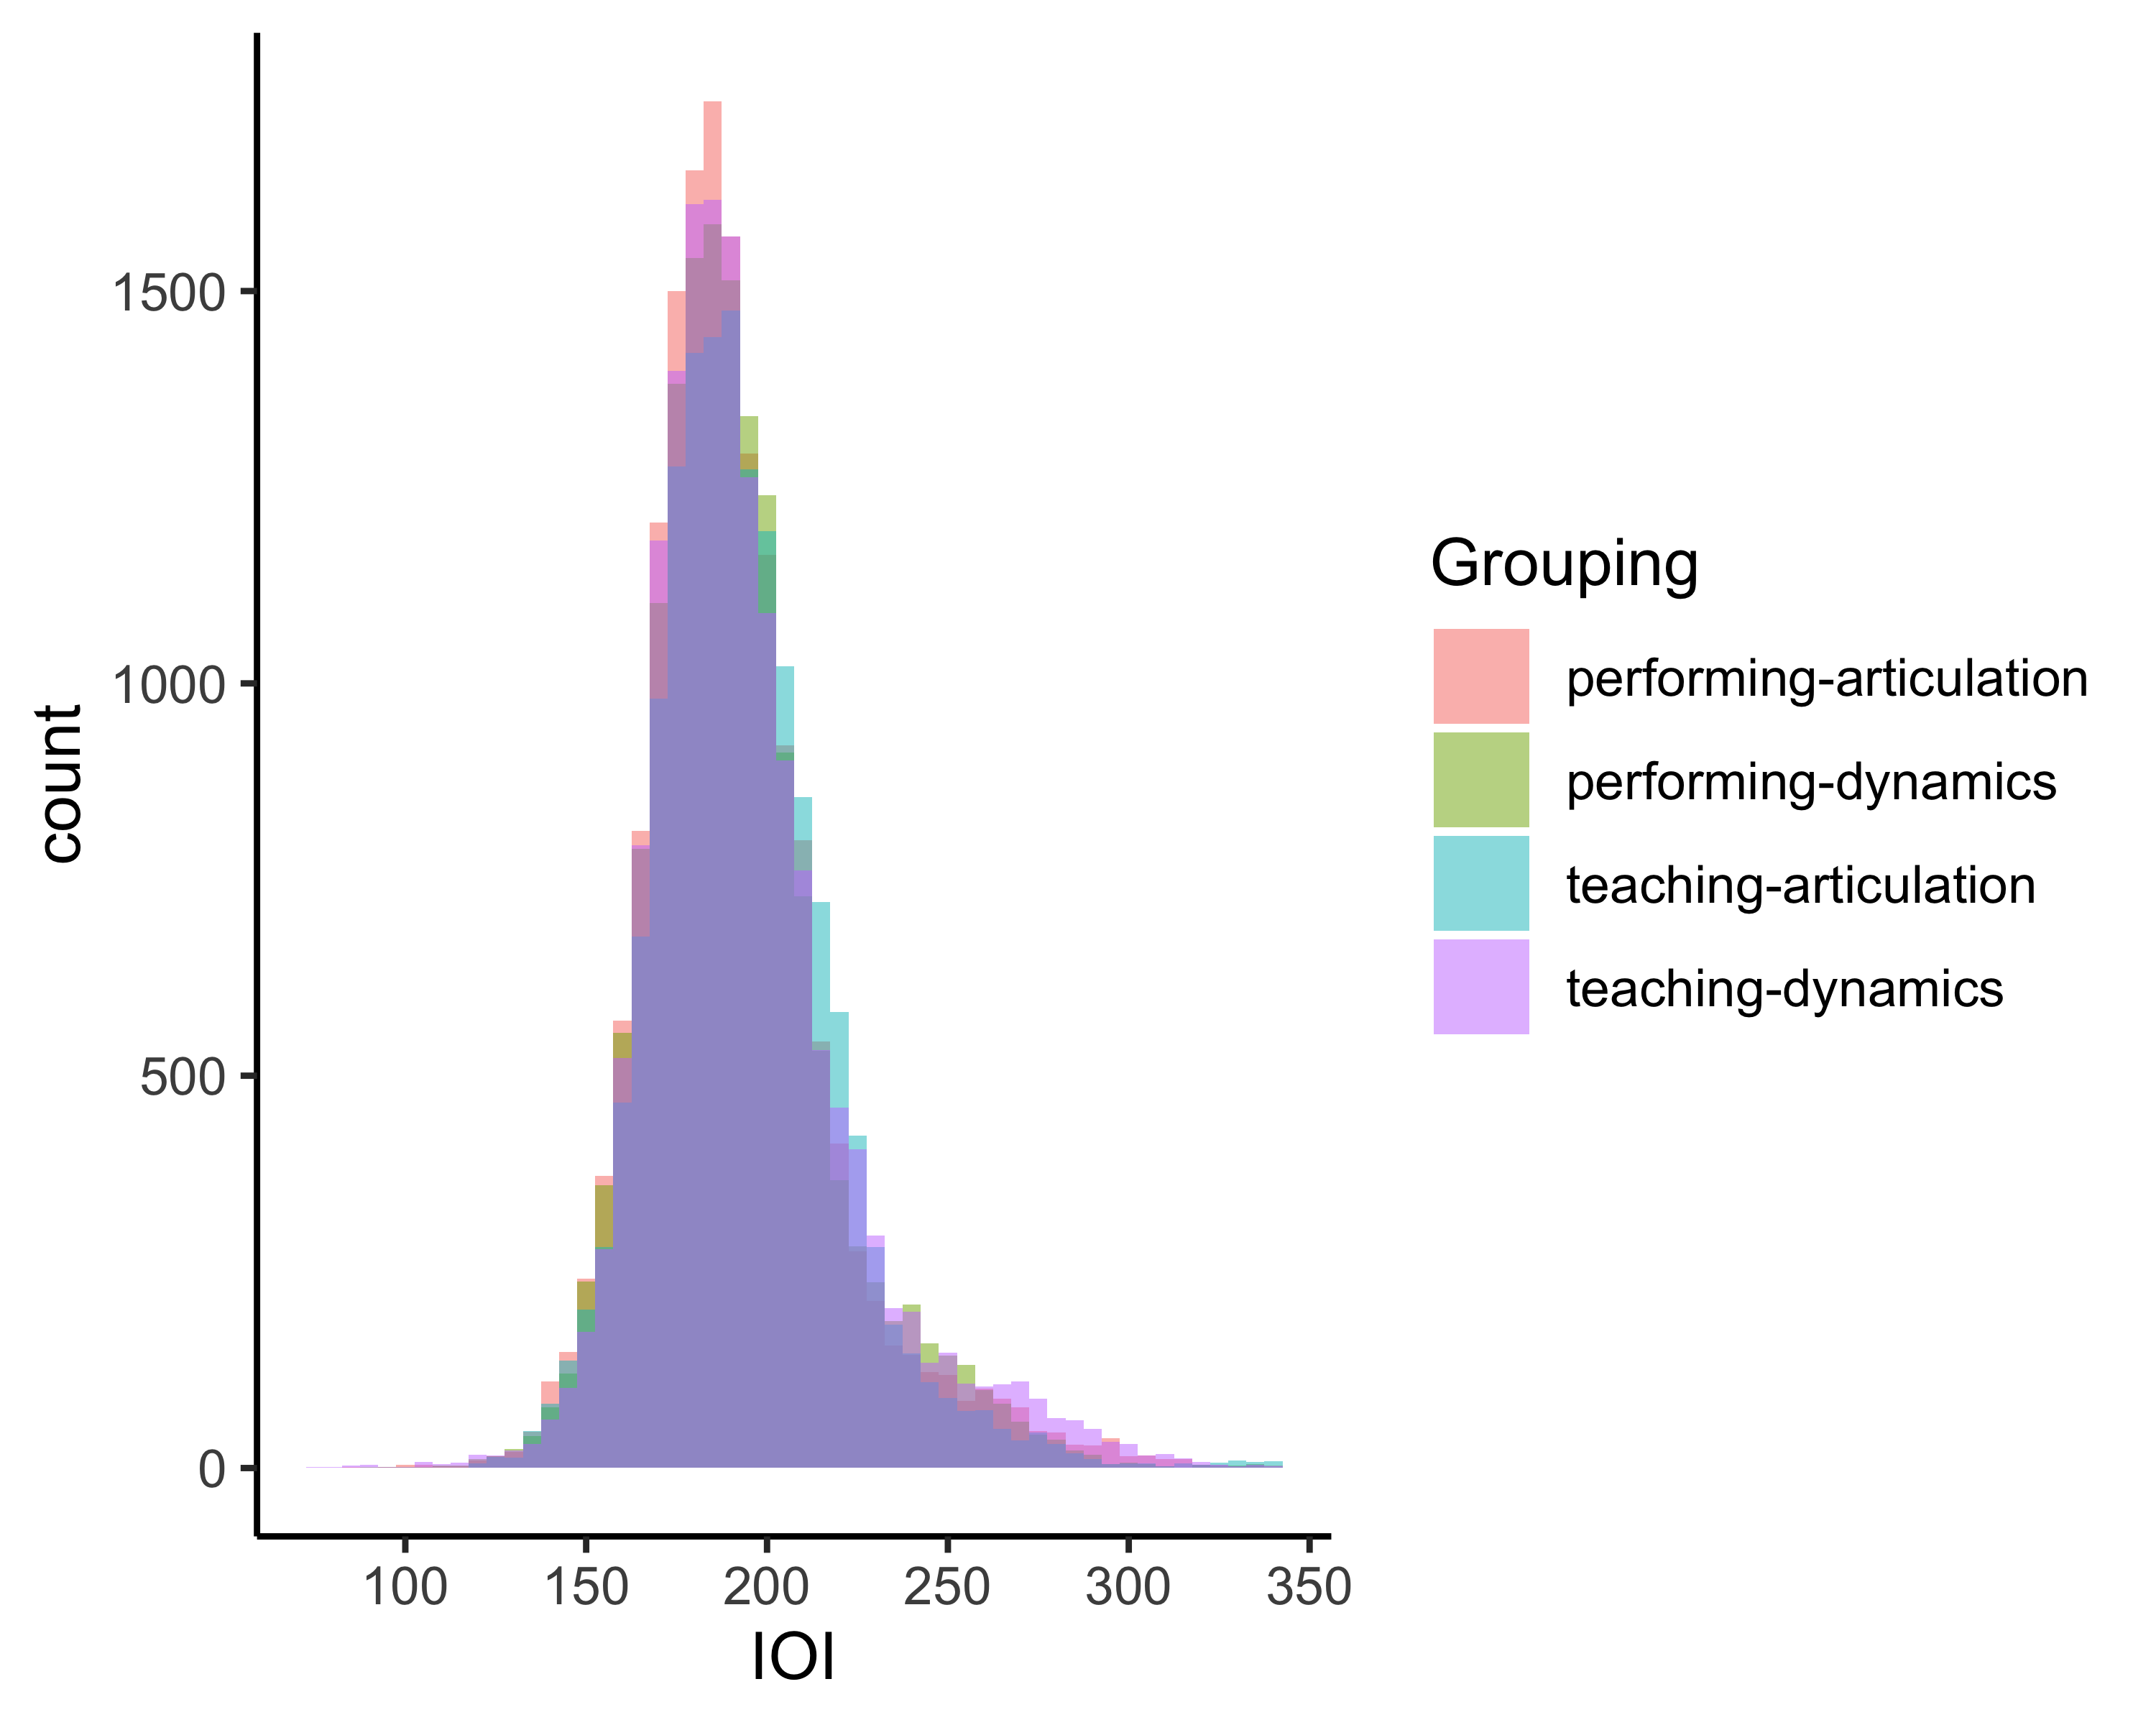 1500
1000
500
0
count
100 150 200 250 300 350
IOI
Grouping
performing-articulation
performing-dynamics
teaching-articulation
teaching-dynamics